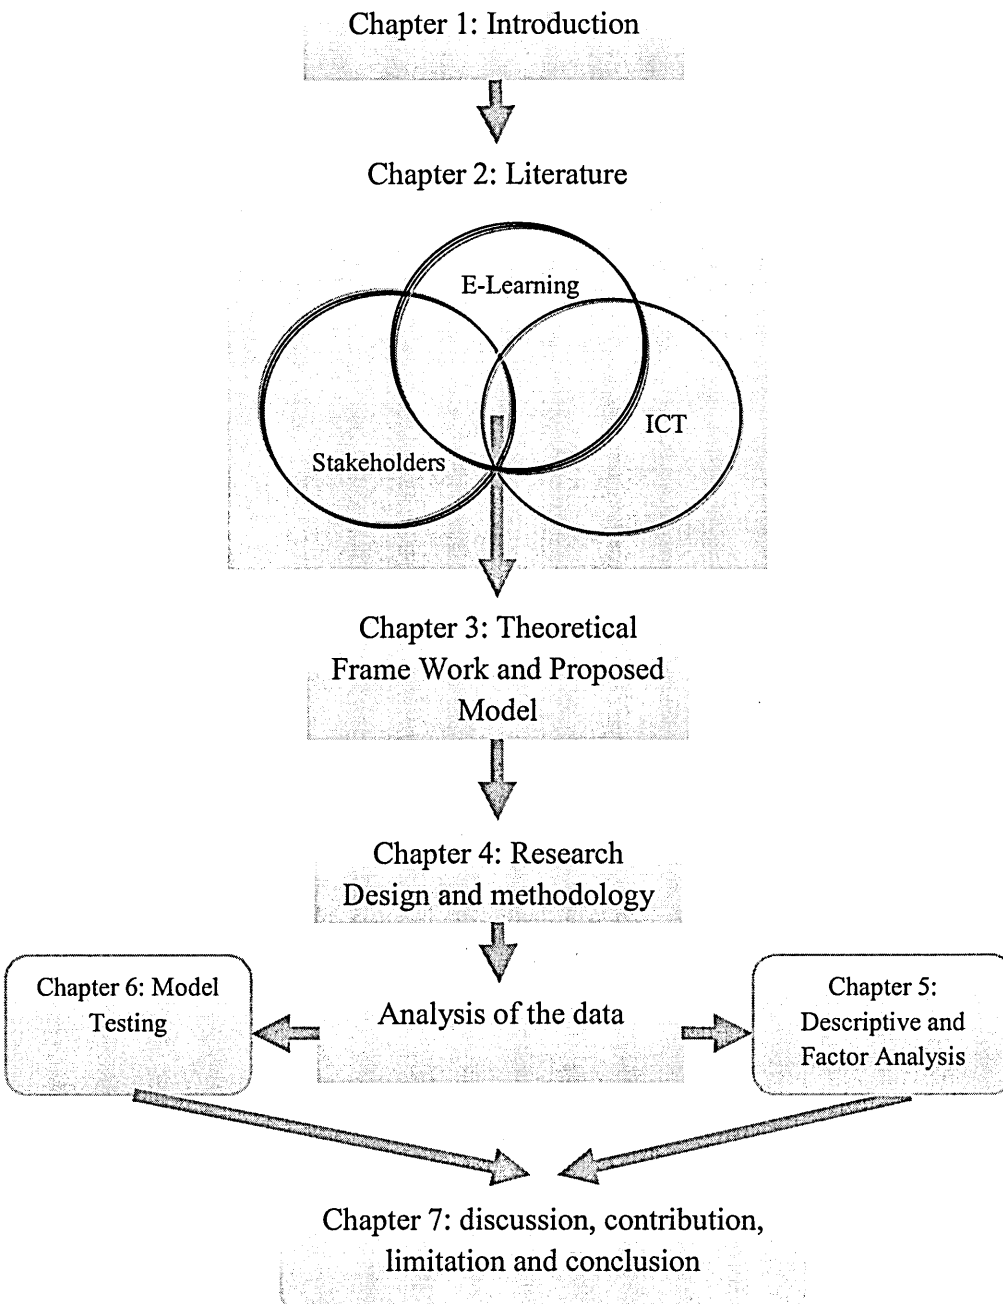 Chapter 1: Introduction
Chapter 2: Literature
E-Learning
ICT
Stakeholders
Chapter 3: Theoretical
Frame Work and Proposed
Model
Chapter 4: Research
Design and methodology
Chapter 6: Model
Testing
Analysis of the data
Chapter 5:
Descriptive and
Factor Analysis
Chapter 7: discussion, contribution,
limitation and conclusion